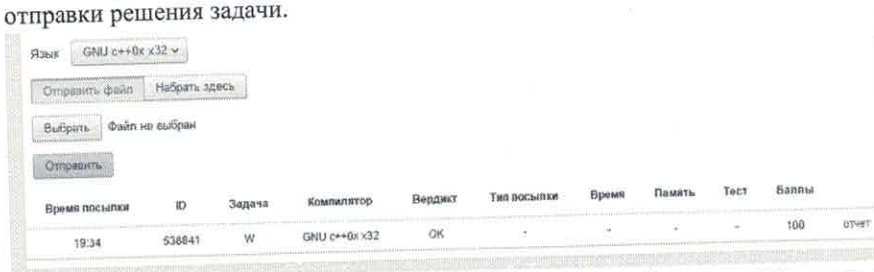 отправки решения задачи.
Язык GNU c++0x x32
Отправить файл Набрать здесь
Выбрать Файл не выбран
Отправить
Время посылки ID Задача Компилятор Вердикт Тип посылки Время Память Тест Баллы
19:34 538841 W GNU c++0x x32 OK - - - - 100 отчет